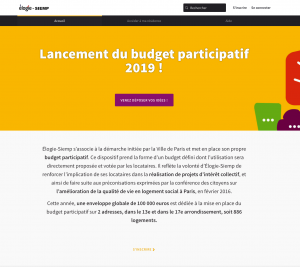 élogie • SIEMP
Rechercher
S'inscrire
Se connecter
Accueil
Aide
Lancement du budget participatif
2019 !
VENEZ DÉPOSER VOS IDÉES !
Élogie-Siemp s'associe à la démarche initiée par la Ville de Paris et met en place son propre
budget participatif. Ce dispositif prend la forme d'un budget défini dont l'utilisation sera
directement proposée et votée par les locataires. Il reflète la volonté d'Élogie-Siemp de
renforcer l'implication de ses locataires dans la réalisation de projets d'intérêt collectif, et
ainsi de faire suite aux préconisations exprimées par la conférence des citoyens sur
l'amélioration de la qualité de vie en logement social à Paris, en février 2016.
Cette année, une enveloppe globale de 100 000 euros est dédiée à la mise en place du
budget participatif sur 2 adresses, dans le 13e et dans le 17e arrondissement, soit 886
logements.
S'INSCRIRE